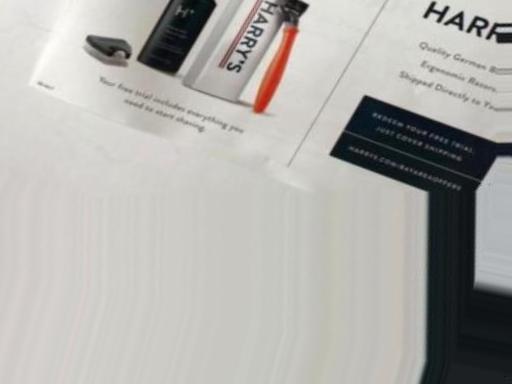 H'
HARRY'S
Your free trial includes everything you
need to start shaving.
HARR
Quality German
Ergonomic Razors.
Shipped Directly to You
REDEEM YOUR FREE TRIAL,
JUST COVER SHIPPING
HARRYS.COM/BAYAREAOFFER5